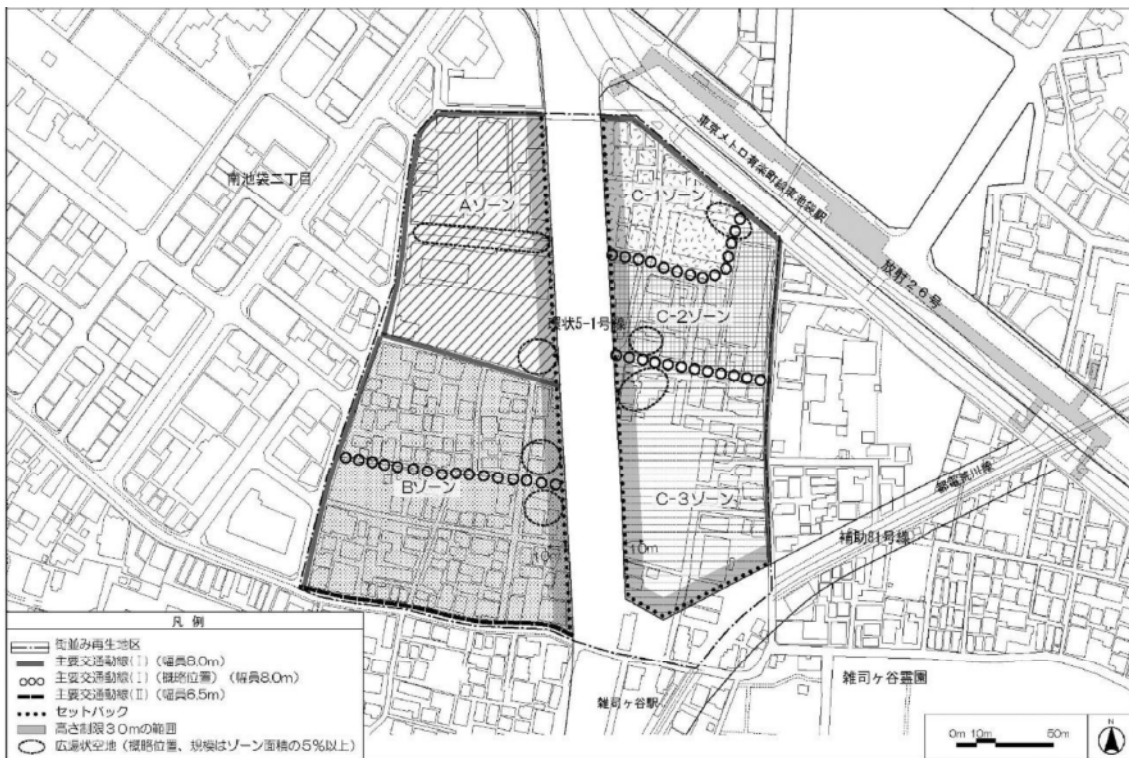 南池袋二丁目
Aゾーン
C-1ゾーン
東京メトロ有楽町線東池袋駅
放射26号
環状5-1号線
C-2ゾーン
Bゾーン
C-3ゾーン
10m
10m
都電荒川線
補助81号線
雑司ヶ谷駅
雑司ヶ谷霊園
凡 例
街並み再生地区
主要交通動線(Ⅰ)(幅員8.0m)
主要交通動線(Ⅰ)(概略位置)(幅員8.0m)
主要交通動線(Ⅱ)(幅員6.5m)
セットバック
高さ制限30mの範囲
広場状空地(概略位置、規模はゾーン面積の5%以上)
0m 10m 50m
N